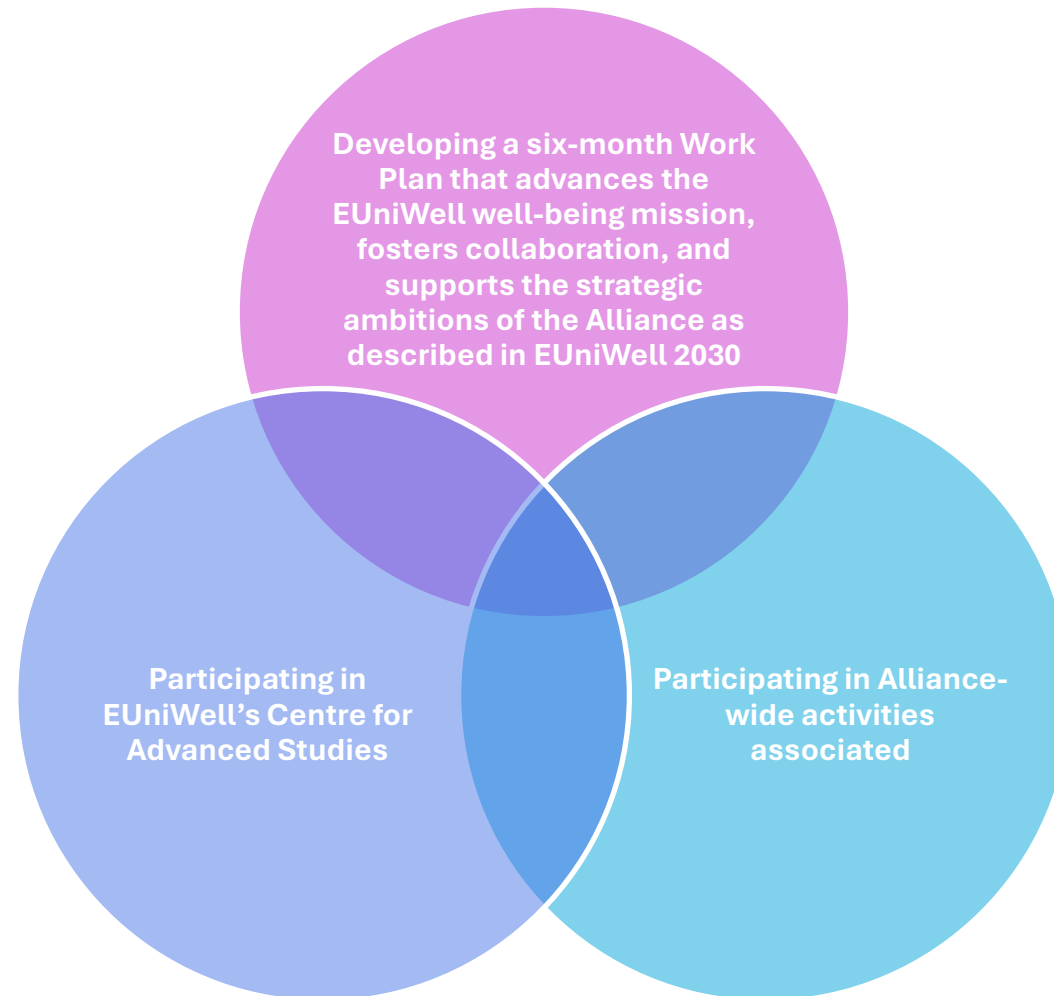 Developing a six-month Work
Plan that advances the
EUniWell well-being mission,
fosters collaboration, and
supports the strategic
ambitions of the Alliance as
described in EUniWell 2030
Participating in
EUniWell’s Centre for
Advanced Studies
Participating in Alliance-
wide activities
associated